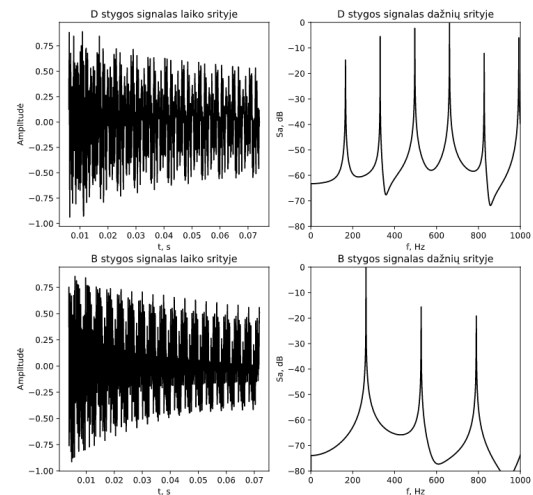 D stygos signalas laiko srityje
Amplitudė
0.75
0.50
0.25
0.00
−0.25
−0.50
−0.75
−1.00
0.01 0.02 0.03 0.04 0.05 0.06 0.07
t, s
D stygos signalas dažnių srityje
Sa, dB
0
−10
−20
−30
−40
−50
−60
−70
−80
0 200 400 600 800 1000
f, Hz
B stygos signalas laiko srityje
Amplitudė
0.75
0.50
0.25
0.00
−0.25
−0.50
−0.75
−1.00
0.01 0.02 0.03 0.04 0.05 0.06 0.07
t, s
B stygos signalas dažnių srityje
Sa, dB
0
−10
−20
−30
−40
−50
−60
−70
−80
0 200 400 600 800 1000
f, Hz